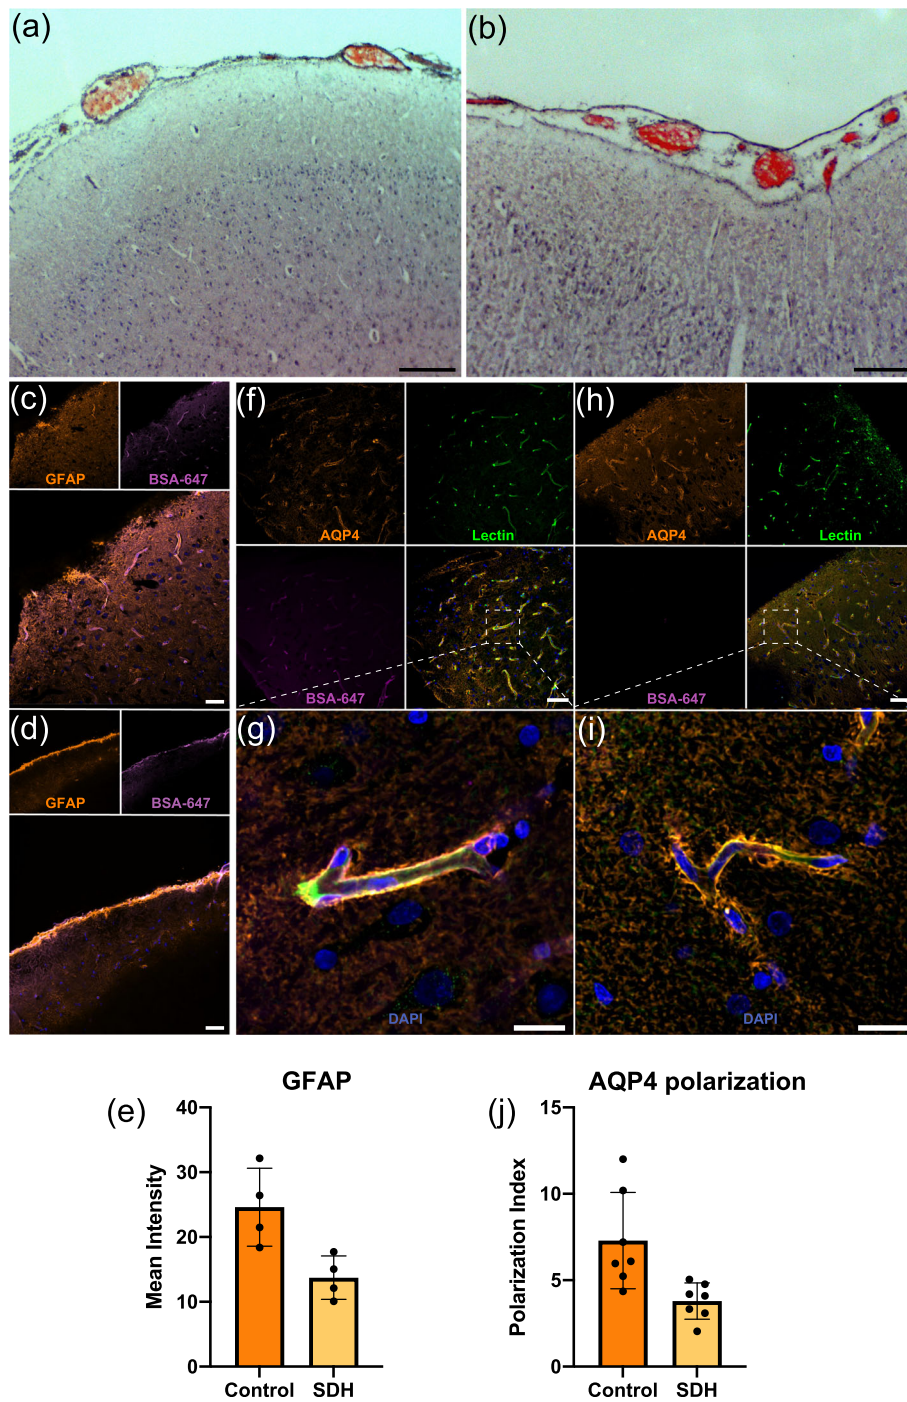 (a)
(b)
(c)
GFAP
BSA-647
(f)
AQP4
Lectin
BSA-647
(h)
AQP4
Lectin
BSA-647
(d)
GFAP
BSA-647
(g)
DAPI
(i)
DAPI
(e)
GFAP
Mean Intensity
40
30
20
10
0
Control
SDH
(j)
AQP4 polarization
Polarization Index
15
10
5
0
Control
SDH